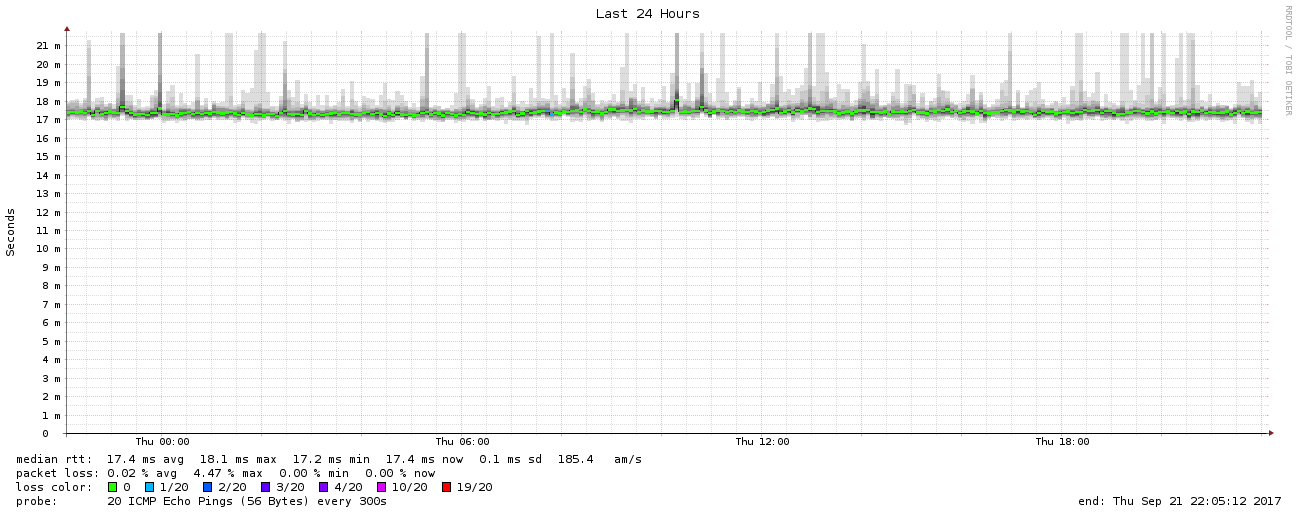 Last 24 Hours
RRDTOOL / TOBI OETIKER
Seconds
21 m
20 m
19 m
18 m
17 m
16 m
15 m
14 m
13 m
12 m
11 m
10 m
9 m
8 m
7 m
6 m
5 m
4 m
3 m
2 m
1 m
0
Thu 00:00 Thu 06:00 Thu 12:00 Thu 18:00
median rtt: 17.4 ms avg 18.1 ms max 17.2 ms min 17.4 ms now 0.1 ms sd 185.4 am/s
packet loss: 0.02 % avg 4.47 % max 0.00 % min 0.00 % now
loss color: 0 1/20 2/20 3/20 4/20 10/20 19/20
probe: 20 ICMP Echo Pings (56 Bytes) every 300s end: Thu Sep 21 22:05:12 2017